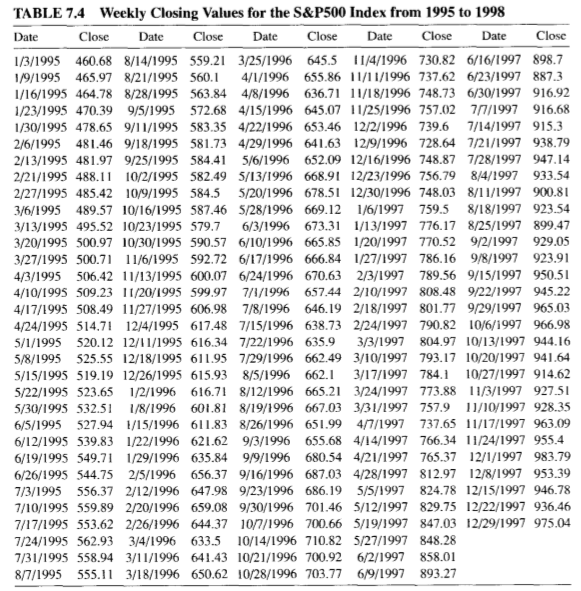 TABLE 7.4 Weekly Closing Values for the S&P500 Index from 1995 to 1998
Date Close Date Close Date Close Date Close Date Close
1/3/1995 460.68 8/14/1995 559.21 3/25/1996 645.5 11/4/1996 730.82 6/16/1997 898.7
1/9/1995 465.97 8/21/1995 560.1 4/1/1996 655.86 11/11/1996 737.62 6/23/1997 887.3
1/16/1995 464.78 8/28/1995 563.84 4/8/1996 636.71 11/18/1996 748.73 6/30/1997 916.92
1/23/1995 470.39 9/5/1995 572.68 4/15/1996 645.07 11/25/1996 757.02 7/7/1997 916.68
1/30/1995 478.65 9/11/1995 583.35 4/22/1996 653.46 12/2/1996 739.6 7/14/1997 915.3
2/6/1995 481.46 9/18/1995 581.73 4/29/1996 641.63 12/9/1996 728.64 7/21/1997 938.79
2/13/1995 481.97 9/25/1995 584.41 5/6/1996 652.09 12/16/1996 748.87 7/28/1997 947.14
2/21/1995 488.11 10/2/1995 582.49 5/13/1996 668.91 12/23/1996 756.79 8/4/1997 933.54
2/27/1995 485.42 10/9/1995 584.5 5/20/1996 678.51 12/30/1996 748.03 8/11/1997 900.81
3/6/1995 489.57 10/16/1995 587.46 5/28/1996 669.12 1/6/1997 759.5 8/18/1997 923.54
3/13/1995 495.52 10/23/1995 579.7 6/3/1996 673.31 1/13/1997 776.17 8/25/1997 899.47
3/20/1995 500.97 10/30/1995 590.57 6/10/1996 665.85 1/20/1997 770.52 9/2/1997 929.05
3/27/1995 500.71 11/6/1995 592.72 6/17/1996 666.84 1/27/1997 786.16 9/8/1997 923.91
4/3/1995 506.42 11/13/1995 600.07 6/24/1996 670.63 2/3/1997 789.56 9/15/1997 950.51
4/10/1995 509.23 11/20/1995 599.97 7/1/1996 657.44 2/10/1997 808.48 9/22/1997 945.22
4/17/1995 508.49 11/27/1995 606.98 7/8/1996 646.19 2/18/1997 801.77 9/29/1997 965.03
4/24/1995 514.71 12/4/1995 617.48 7/15/1996 638.73 2/24/1997 790.82 10/6/1997 966.98
5/1/1995 520.12 12/11/1995 616.34 7/22/1996 635.9 3/3/1997 804.97 10/13/1997 944.16
5/8/1995 525.55 12/18/1995 611.95 7/29/1996 662.49 3/10/1997 793.17 10/20/1997 941.64
5/15/1995 519.19 12/26/1995 615.93 8/5/1996 662.1 3/17/1997 784.1 10/27/1997 914.62
5/22/1995 523.65 1/2/1996 616.71 8/12/1996 665.21 3/24/1997 773.88 11/3/1997 927.51
5/30/1995 532.51 1/8/1996 601.81 8/19/1996 667.03 3/31/1997 757.9 11/10/1997 928.35
6/5/1995 527.94 1/15/1996 611.83 8/26/1996 651.99 4/7/1997 737.65 11/17/1997 963.09
6/12/1995 539.83 1/22/1996 621.62 9/3/1996 655.68 4/14/1997 766.34 11/24/1997 955.4
6/19/1995 549.71 1/29/1996 635.84 9/9/1996 680.54 4/21/1997 765.37 12/1/1997 983.79
6/26/1995 544.75 2/5/1996 656.37 9/16/1996 687.03 4/28/1997 812.97 12/8/1997 953.39
7/3/1995 556.37 2/12/1996 647.98 9/23/1996 686.19 5/5/1997 824.78 12/15/1997 946.78
7/10/1995 559.89 2/20/1996 659.08 9/30/1996 701.46 5/12/1997 829.75 12/22/1997 936.46
7/17/1995 553.62 2/26/1996 644.37 10/7/1996 700.66 5/19/1997 847.03 12/29/1997 975.04
7/24/1995 562.93 3/4/1996 633.5 10/14/1996 710.82 5/27/1997 848.28
7/31/1995 558.94 3/11/1996 641.43 10/21/1996 700.92 6/2/1997 858.01
8/7/1995 555.11 3/18/1996 650.62 10/28/1996 703.77 6/9/1997 893.27